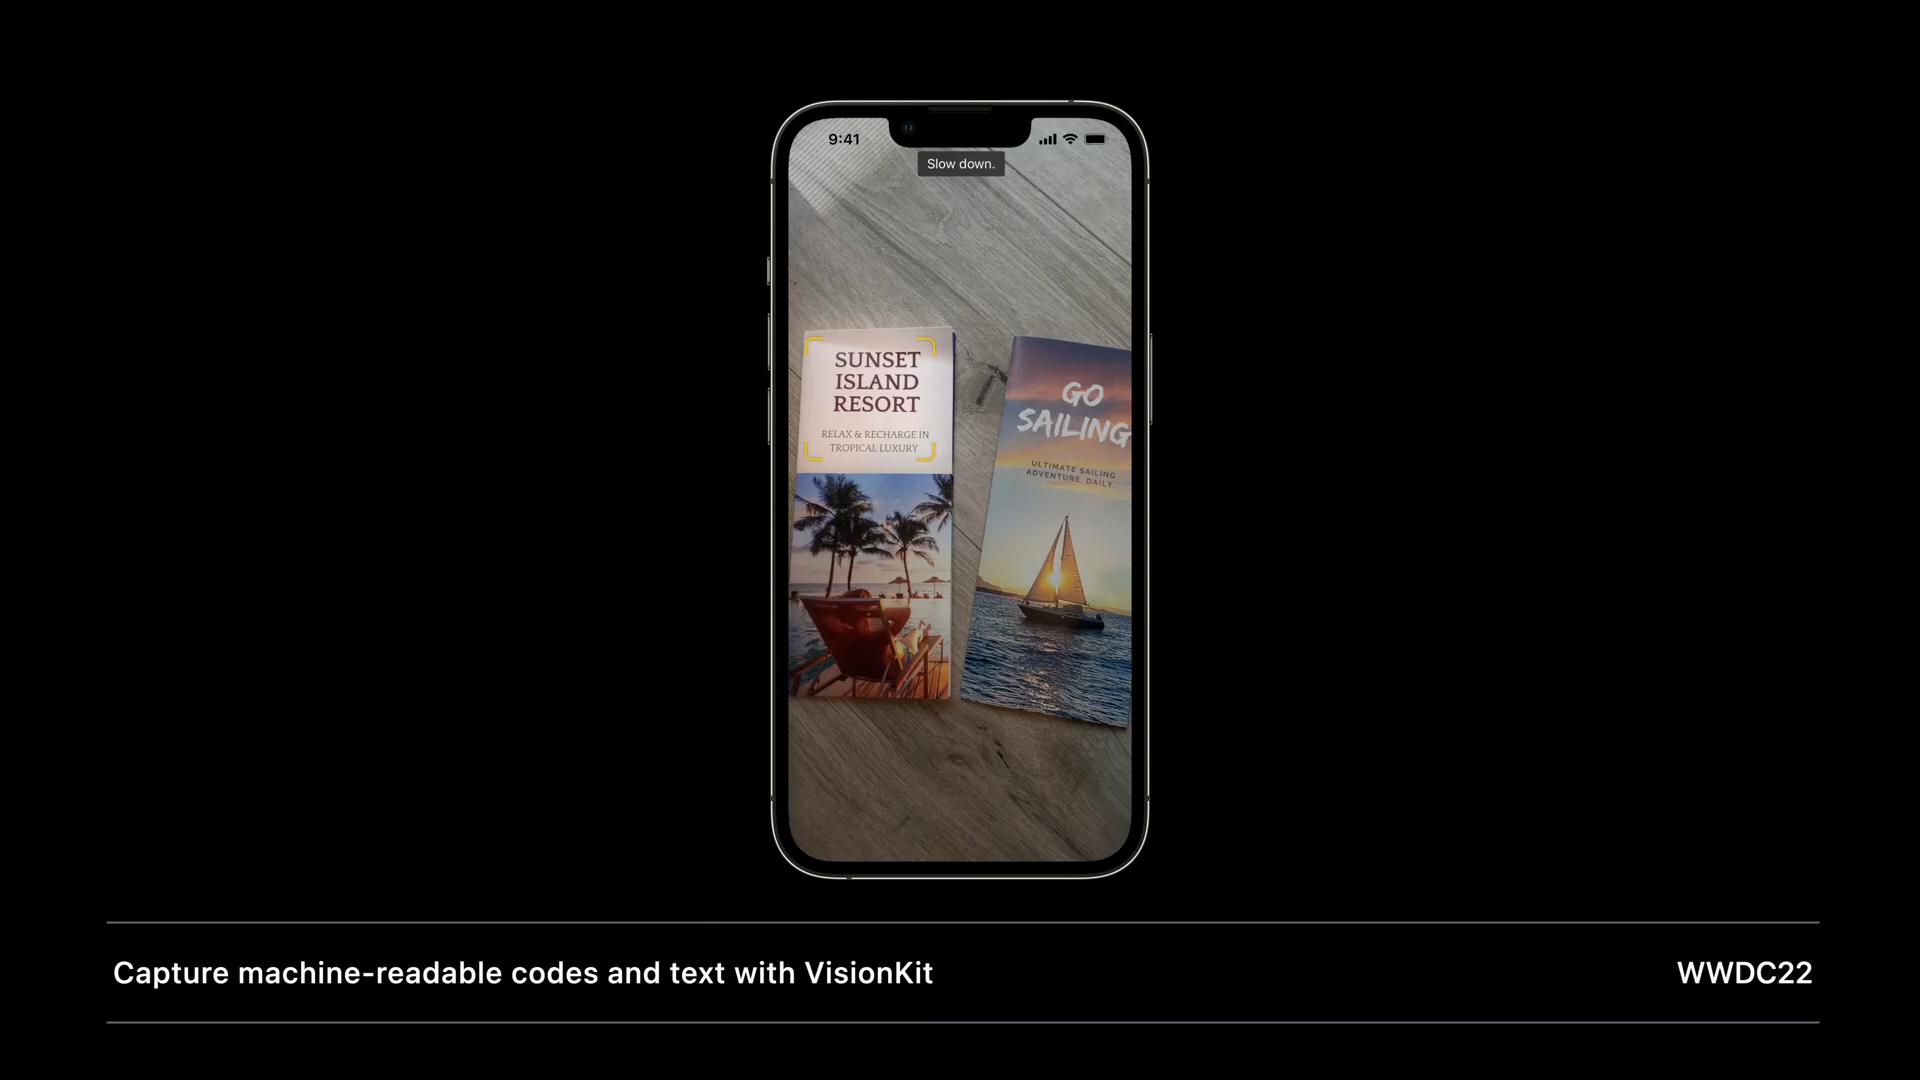 9:41
Slow down.
SUNSET
ISLAND
RESORT
RELAX & RECHARGE IN
TROPICAL LUXURY
GO
SAILING
ULTIMATE SAILING
ADVENTURE. DAILY.
Capture machine-readable codes and text with VisionKit
WWDC22